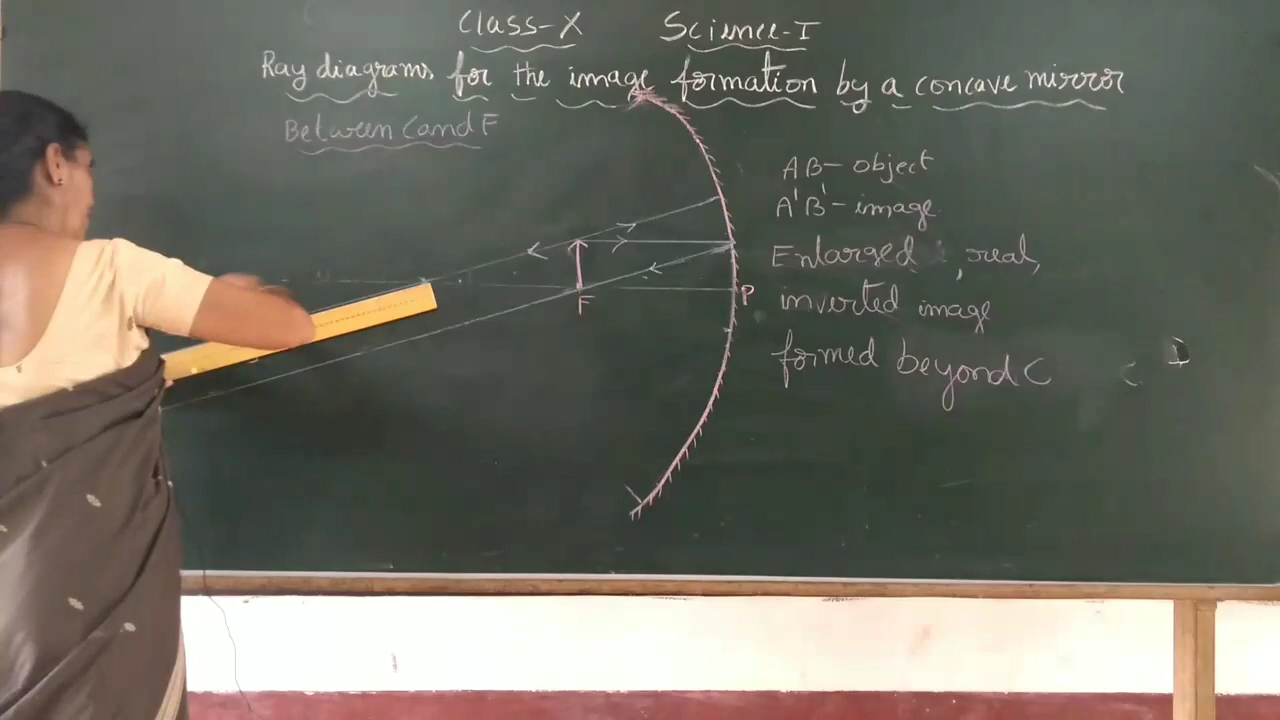 Class-X Science-I
Ray diagrams for the image formation by a concave mirror
Between C and F
AB- object
A'B'- image
Enlarged, real,
inverted image
formed beyond C
F
P